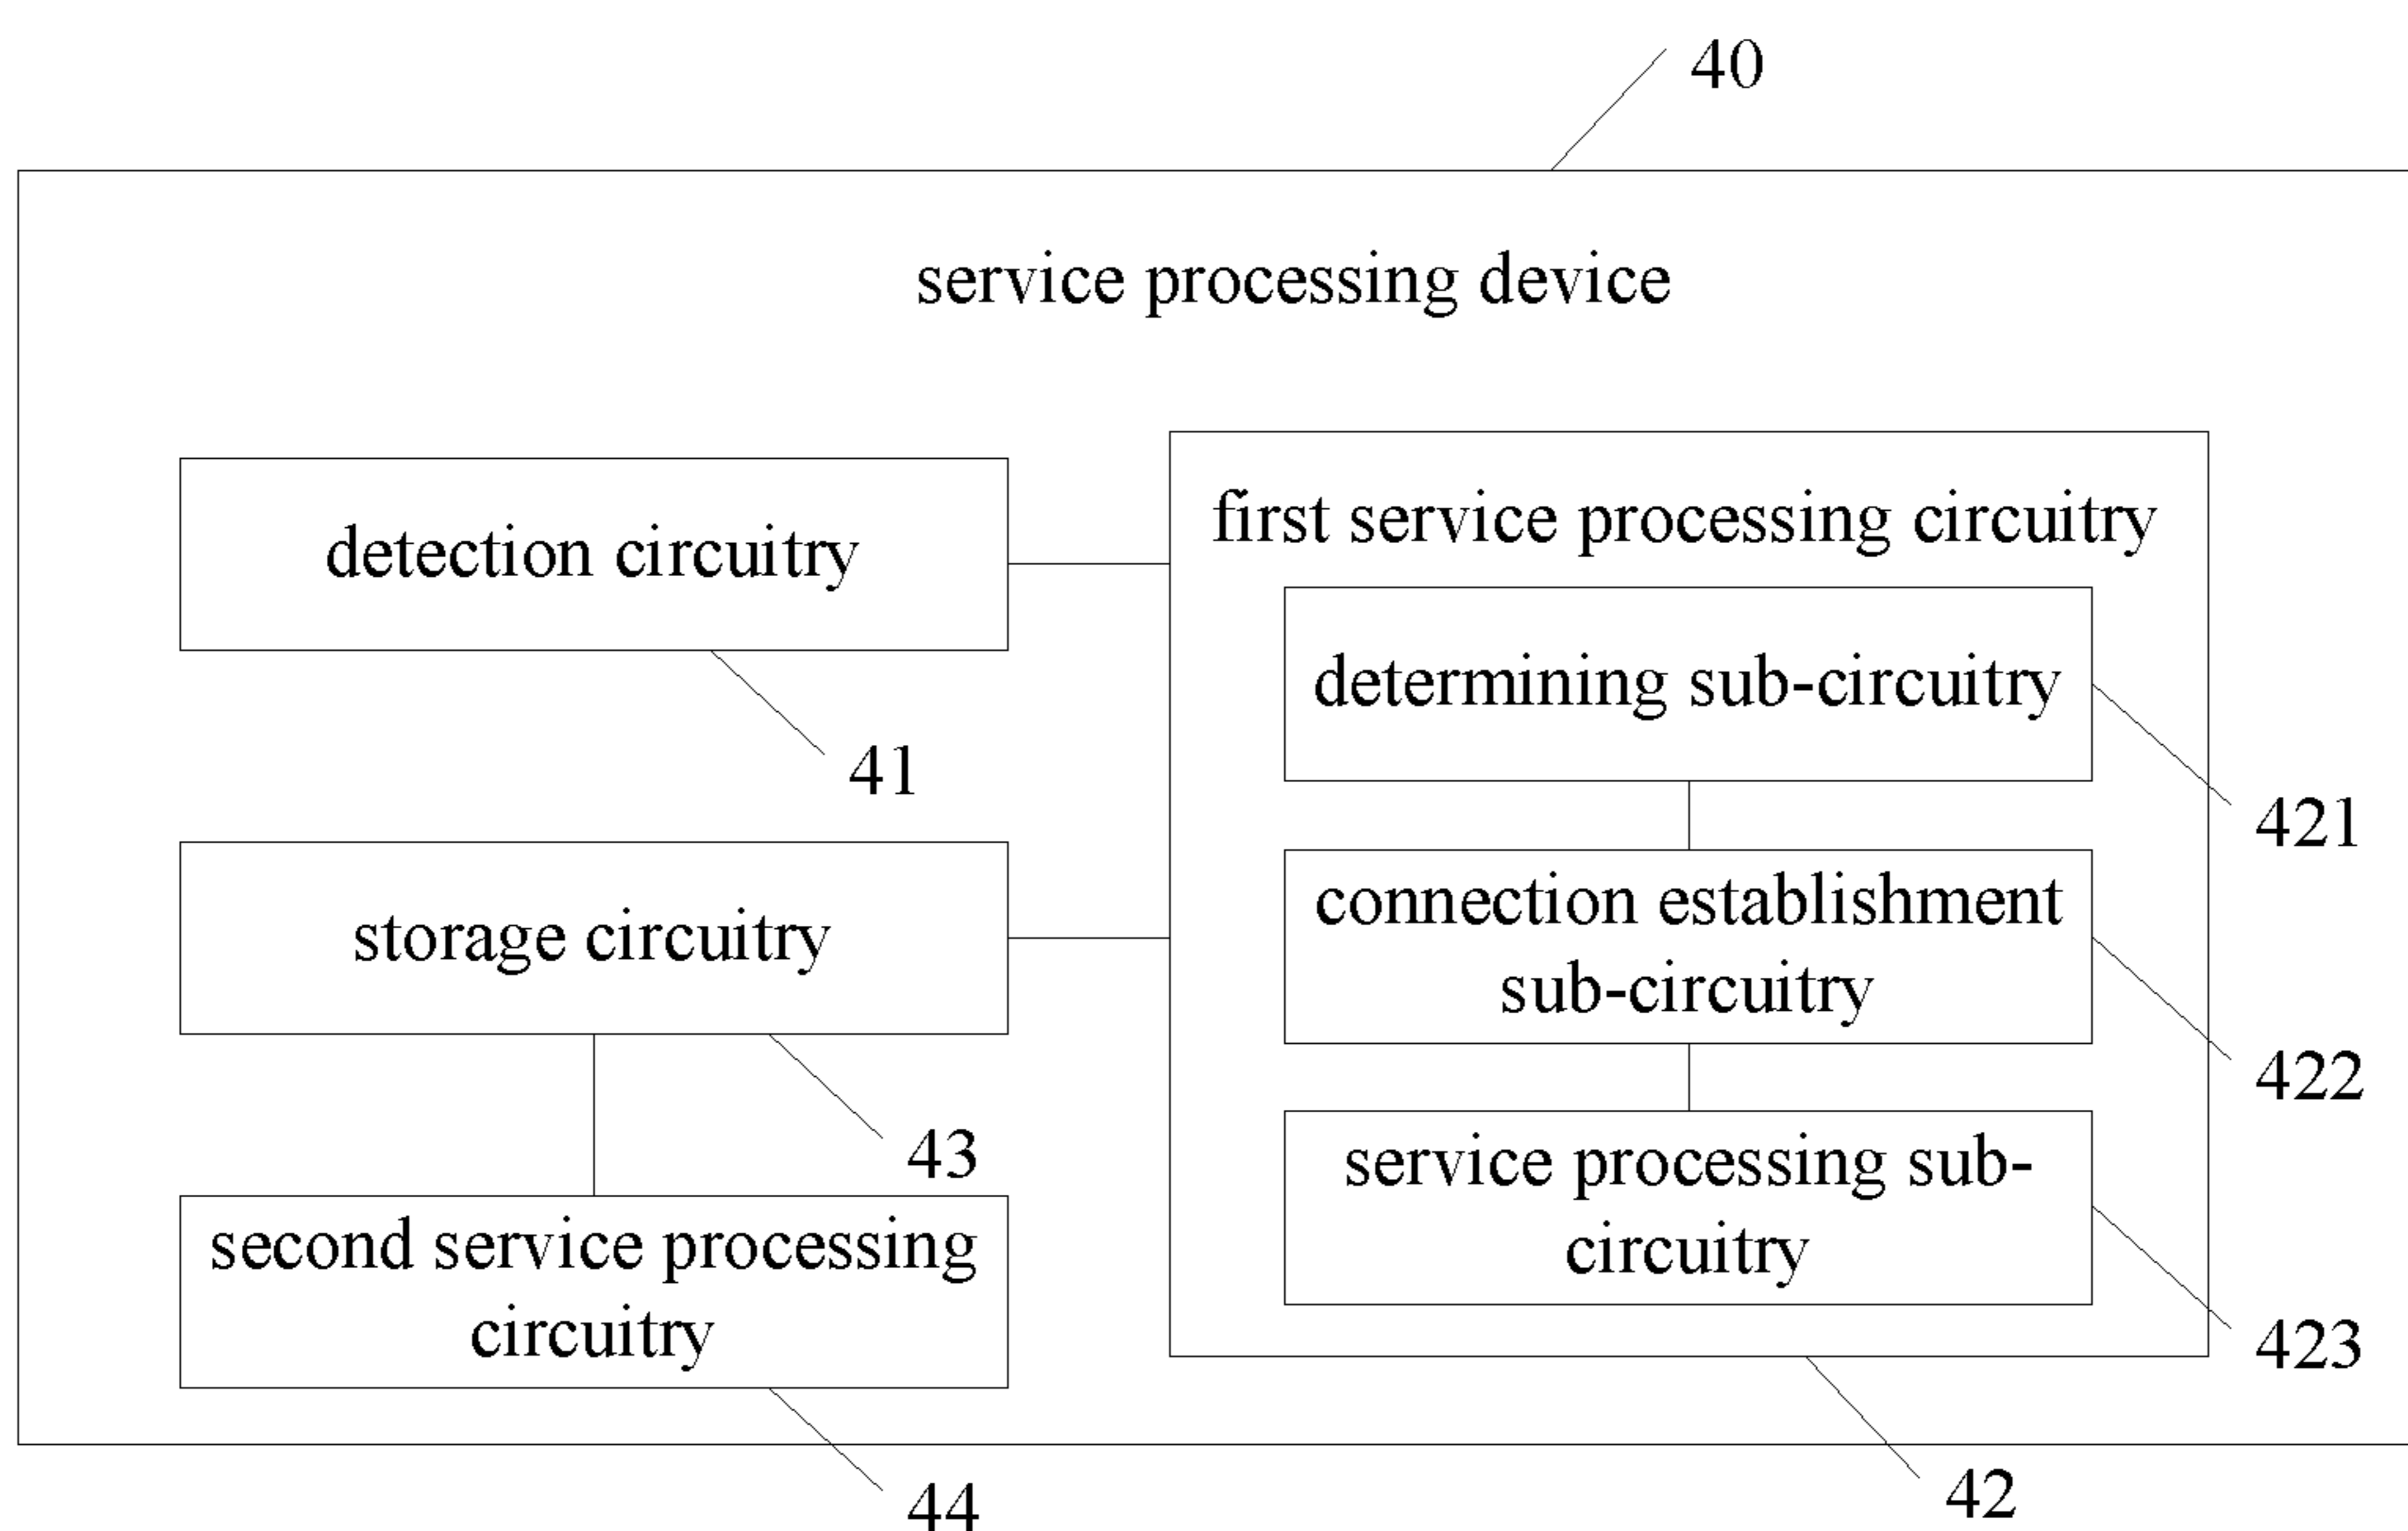 40
service processing device
detection circuitry
41
storage circuitry
43
second service processing
circuitry
44
first service processing circuitry
determining sub-circuitry
421
connection establishment
sub-circuitry
422
service processing sub-
circuitry
423
42